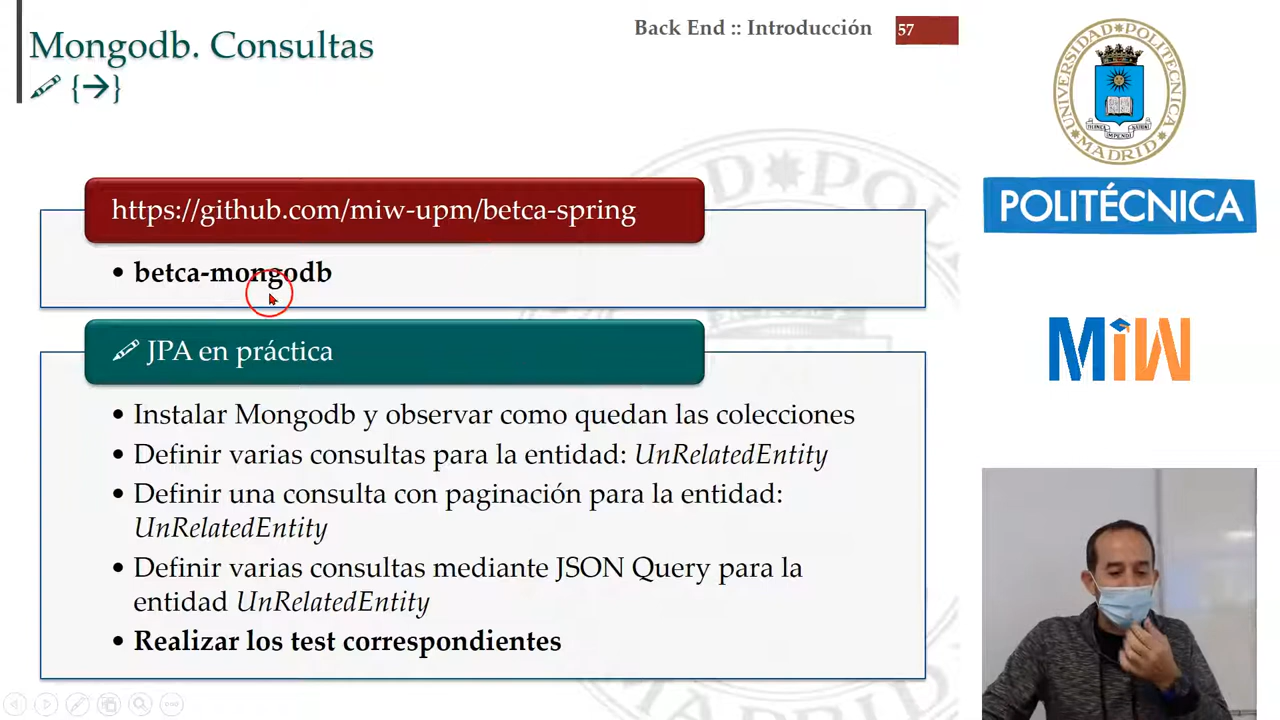 Mongodb. Consultas
{→}
Back End :: Introducción
57
https://github.com/miw-upm/betca-spring
• betca-mongodb
JPA en práctica
• Instalar Mongodb y observar como quedan las colecciones
• Definir varias consultas para la entidad: UnRelatedEntity
• Definir una consulta con paginación para la entidad:
UnRelatedEntity
• Definir varias consultas mediante JSON Query para la
entidad UnRelatedEntity
• Realizar los test correspondientes
UNIVERSIDAD POLITÉCNICA
MADRID
POLITÉCNICA
MiW